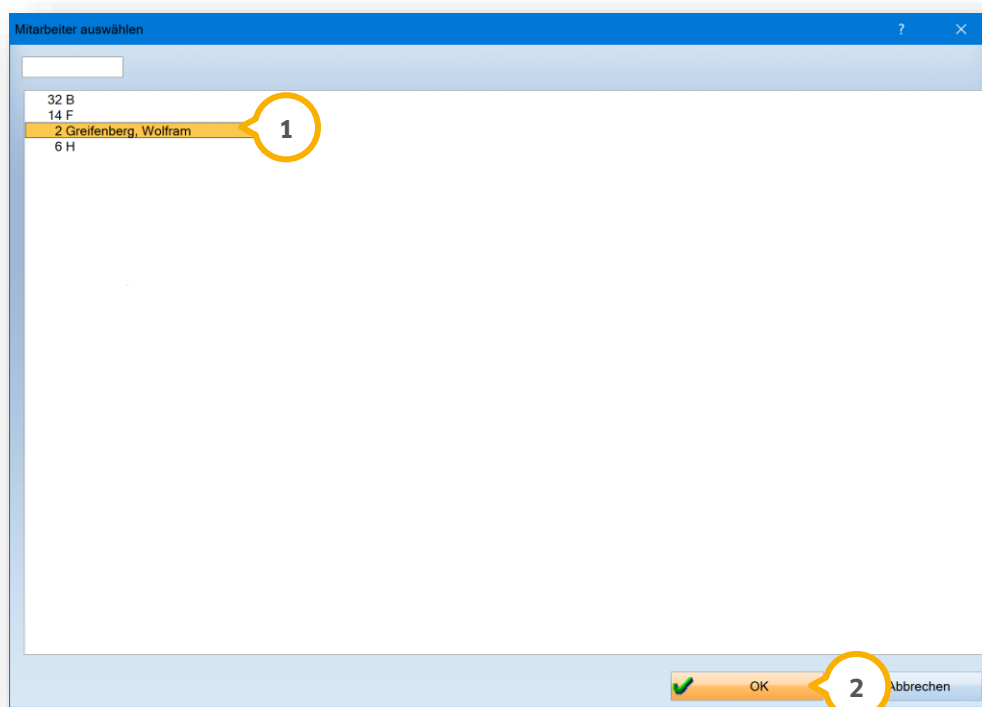 Mitarbeiter auswählen ?
32 B
14 F
2 Greifenberg, Wolfram
1
6 H
OK
2
Abbrechen